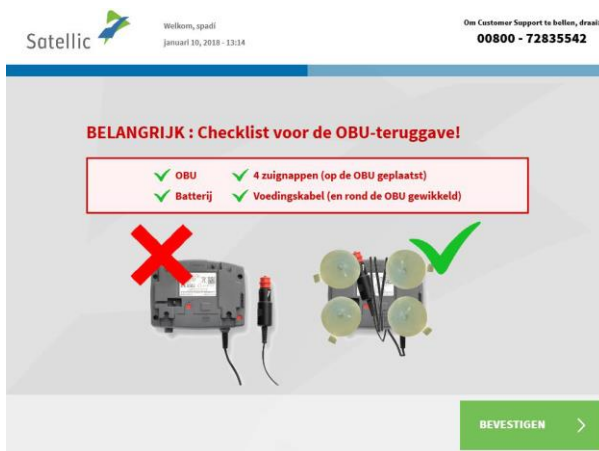 Satellic
Welkom, spadi
januari 10, 2018 - 13:14
Om Customer Support te bellen, draai
00800 - 72835542
BELANGRIJK : Checklist voor de OBU-teruggave!
OBU
4 zuignappen (op de OBU geplaatst)
Batterij
Voedingskabel (en rond de OBU gewikkeld)
BEVESTIGEN